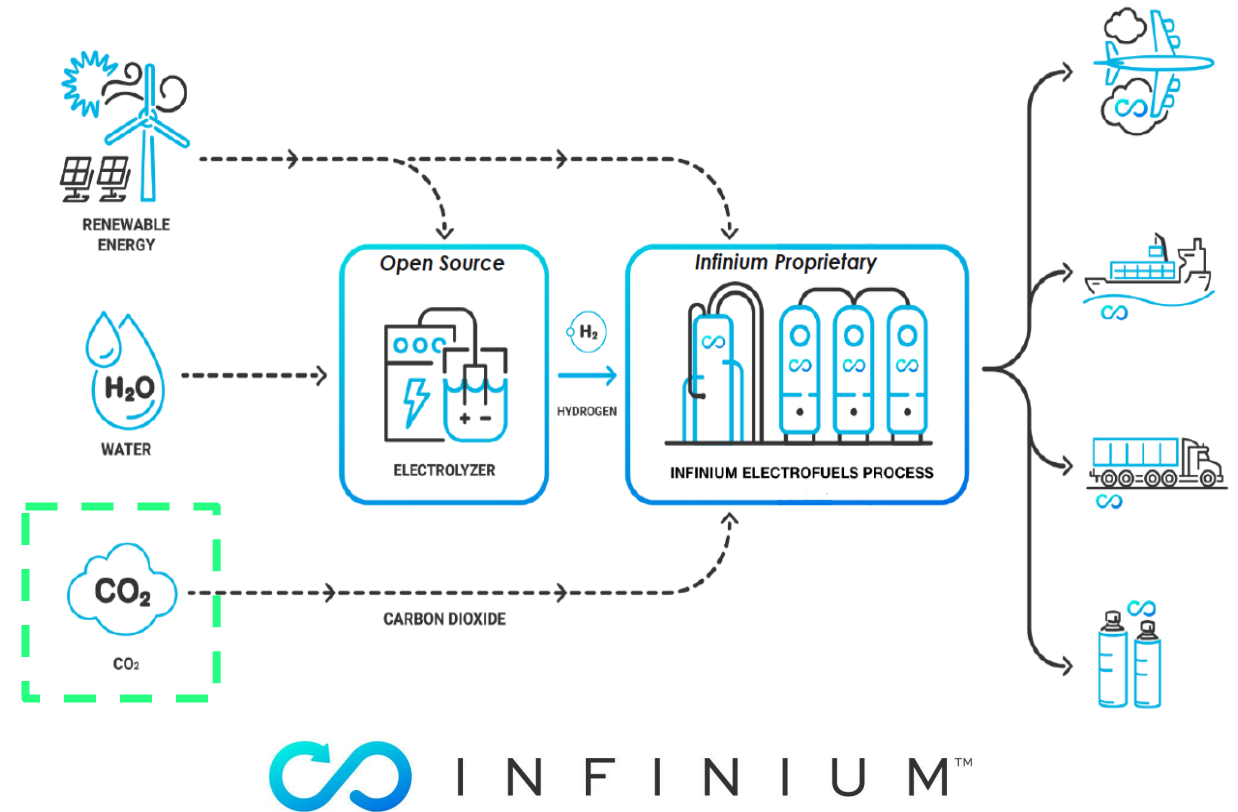 RENEWABLE
ENERGY
Open Source
Infinium Proprietary
H₂
H₂O
HYDROGEN
WATER
+ −
ELECTROLYZER
INFINIUM ELECTROFUELS PROCESS
CO₂
CARBON DIOXIDE
CO₂
INFINIUM™